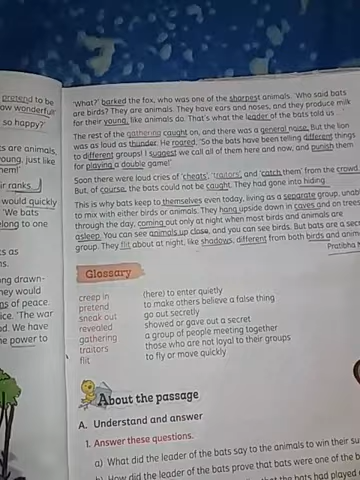 pretend to be
ow wonderful!
so happy?'
ts are animals,
young, just like
hem!'
ir ranks
would quickly
'We bats
elong to one
ts as
ns.
ng drawn-
hey would
ns of peace.
ice. 'The war
ed. We have
he power to
'What?' barked the fox, who was one of the sharpest animals. 'Who said bats
are birds? They are animals. They have ears and noses, and they produce milk
for their young, like animals do. That's what the leader of the bats told us
The rest of the gathering caught on, and there was a general noise. But the lion
was as loud as thunder. He roared, 'So the bats have been telling different things
to different groups! I suggest we call all of them here and now, and punish them
for playing a double game!'
Soon there were loud cries of 'cheats', 'traitors', and 'catch them' from the crowd.
But, of course, the bats could not be caught. They had gone into hiding.
This is why bats keep to themselves even today, living as a separate group, unab
to mix with either birds or animals. They hang upside down in caves and on trees
through the day, coming out only at night when most birds and animals are
asleep. You can see animals up close, and you can see birds. But bats are a sec
group. They flit about at night, like shadows, different from both birds and anim
Pratibha N
Glossary
creep in (here) to enter quietly
pretend to make others believe a false thing
sneak out go out secretly
revealed showed or gave out a secret
gathering a group of people meeting together
traitors those who are not loyal to their groups
flit to fly or move quickly
About the passage
A. Understand and answer
1. Answer these questions.
a) What did the leader of the bats say to the animals to win their su
b) How did the leader of the bats prove that bats were one of the b
that the bats had played